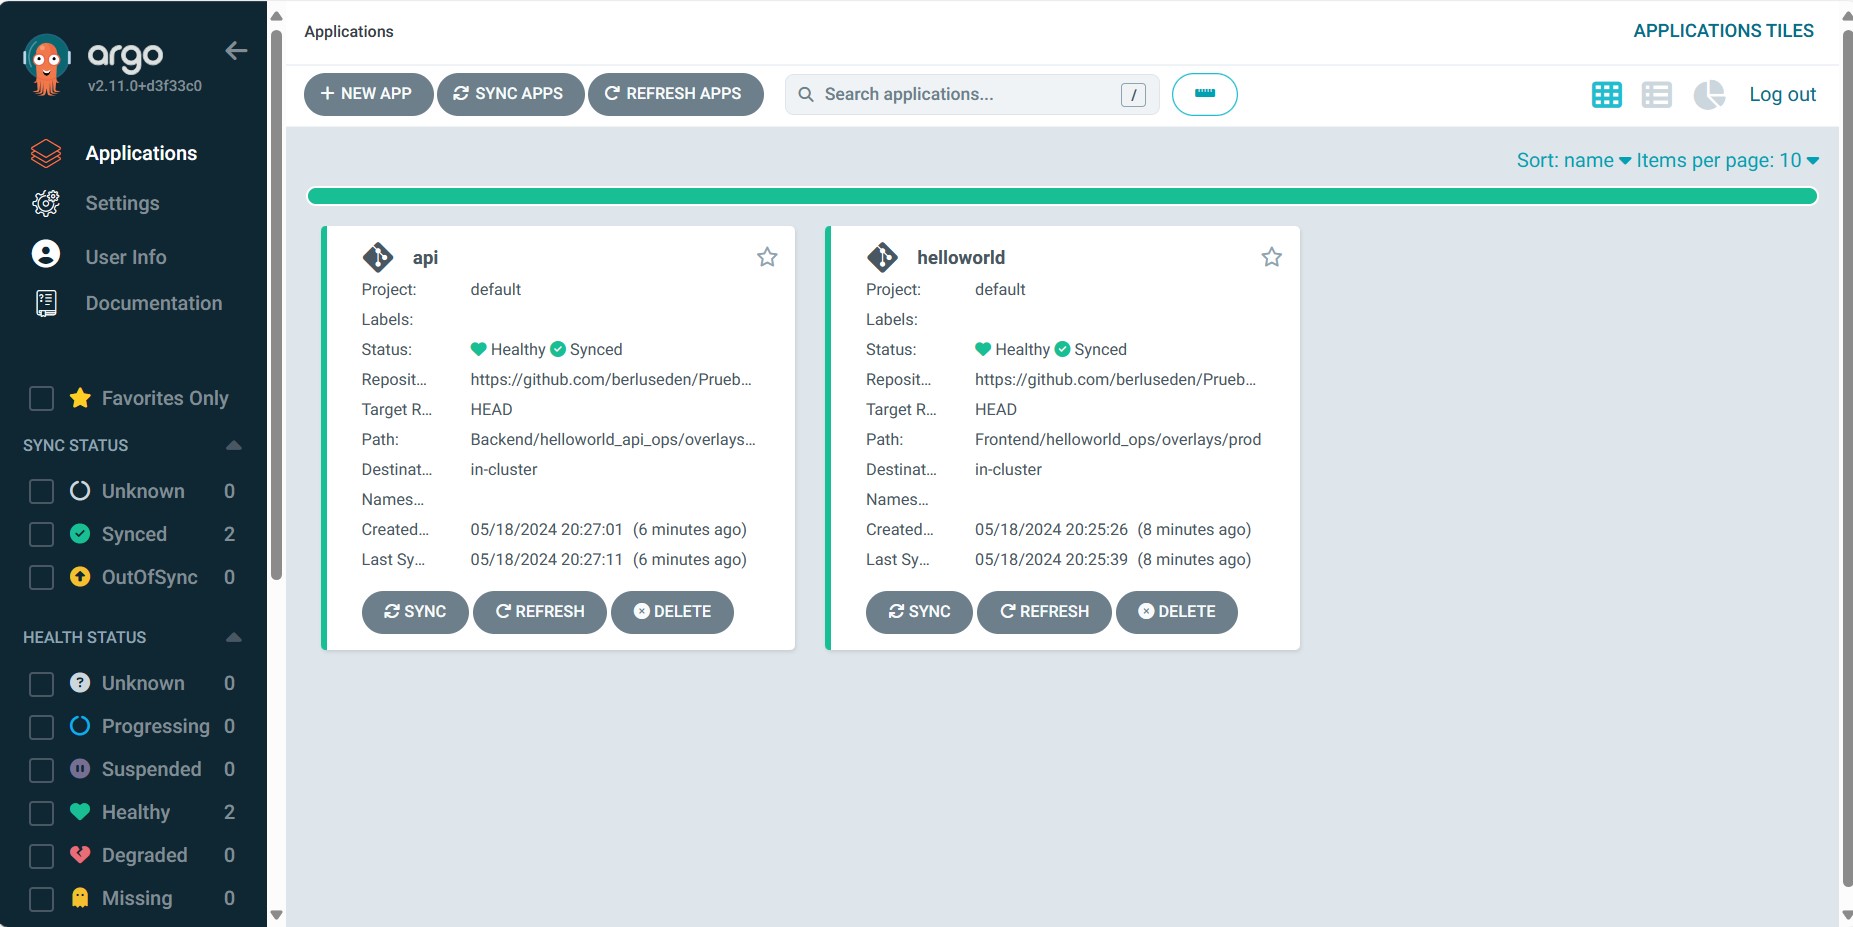 argo
v2.11.0+d3f33c0
Applications
Settings
User Info
Documentation
Favorites Only
SYNC STATUS
Unknown 0
Synced 2
OutOfSync 0
HEALTH STATUS
Unknown 0
Progressing 0
Suspended 0
Healthy 2
Degraded 0
Missing 0
Applications
APPLICATIONS TILES
NEW APP SYNC APPS REFRESH APPS Search applications... / Log out
Sort: name Items per page: 10
api
Project: default
Labels:
Status: Healthy Synced
Reposit... https://github.com/berluseden/Prueb...
Target R... HEAD
Path: Backend/helloworld_api_ops/overlays...
Destinat... in-cluster
Names...
Created... 05/18/2024 20:27:01 (6 minutes ago)
Last Sy... 05/18/2024 20:27:11 (6 minutes ago)
SYNC REFRESH DELETE
helloworld
Project: default
Labels:
Status: Healthy Synced
Reposit... https://github.com/berluseden/Prueb...
Target R... HEAD
Path: Frontend/helloworld_ops/overlays/prod
Destinat... in-cluster
Names...
Created... 05/18/2024 20:25:26 (8 minutes ago)
Last Sy... 05/18/2024 20:25:39 (8 minutes ago)
SYNC REFRESH DELETE